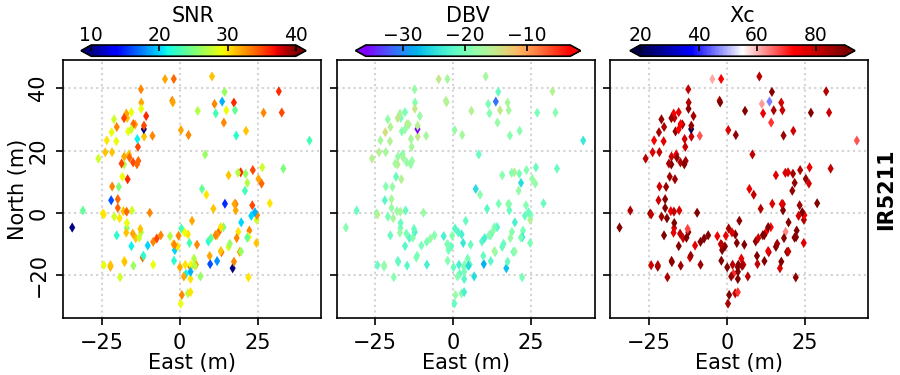 SNR DBV Xc
10 20 30 40 −30 −20 −10 20 40 60 80
40
20
0
−20
North (m)
−25 0 25 −25 0 25 −25 0 25
East (m) East (m) East (m)
IR5211